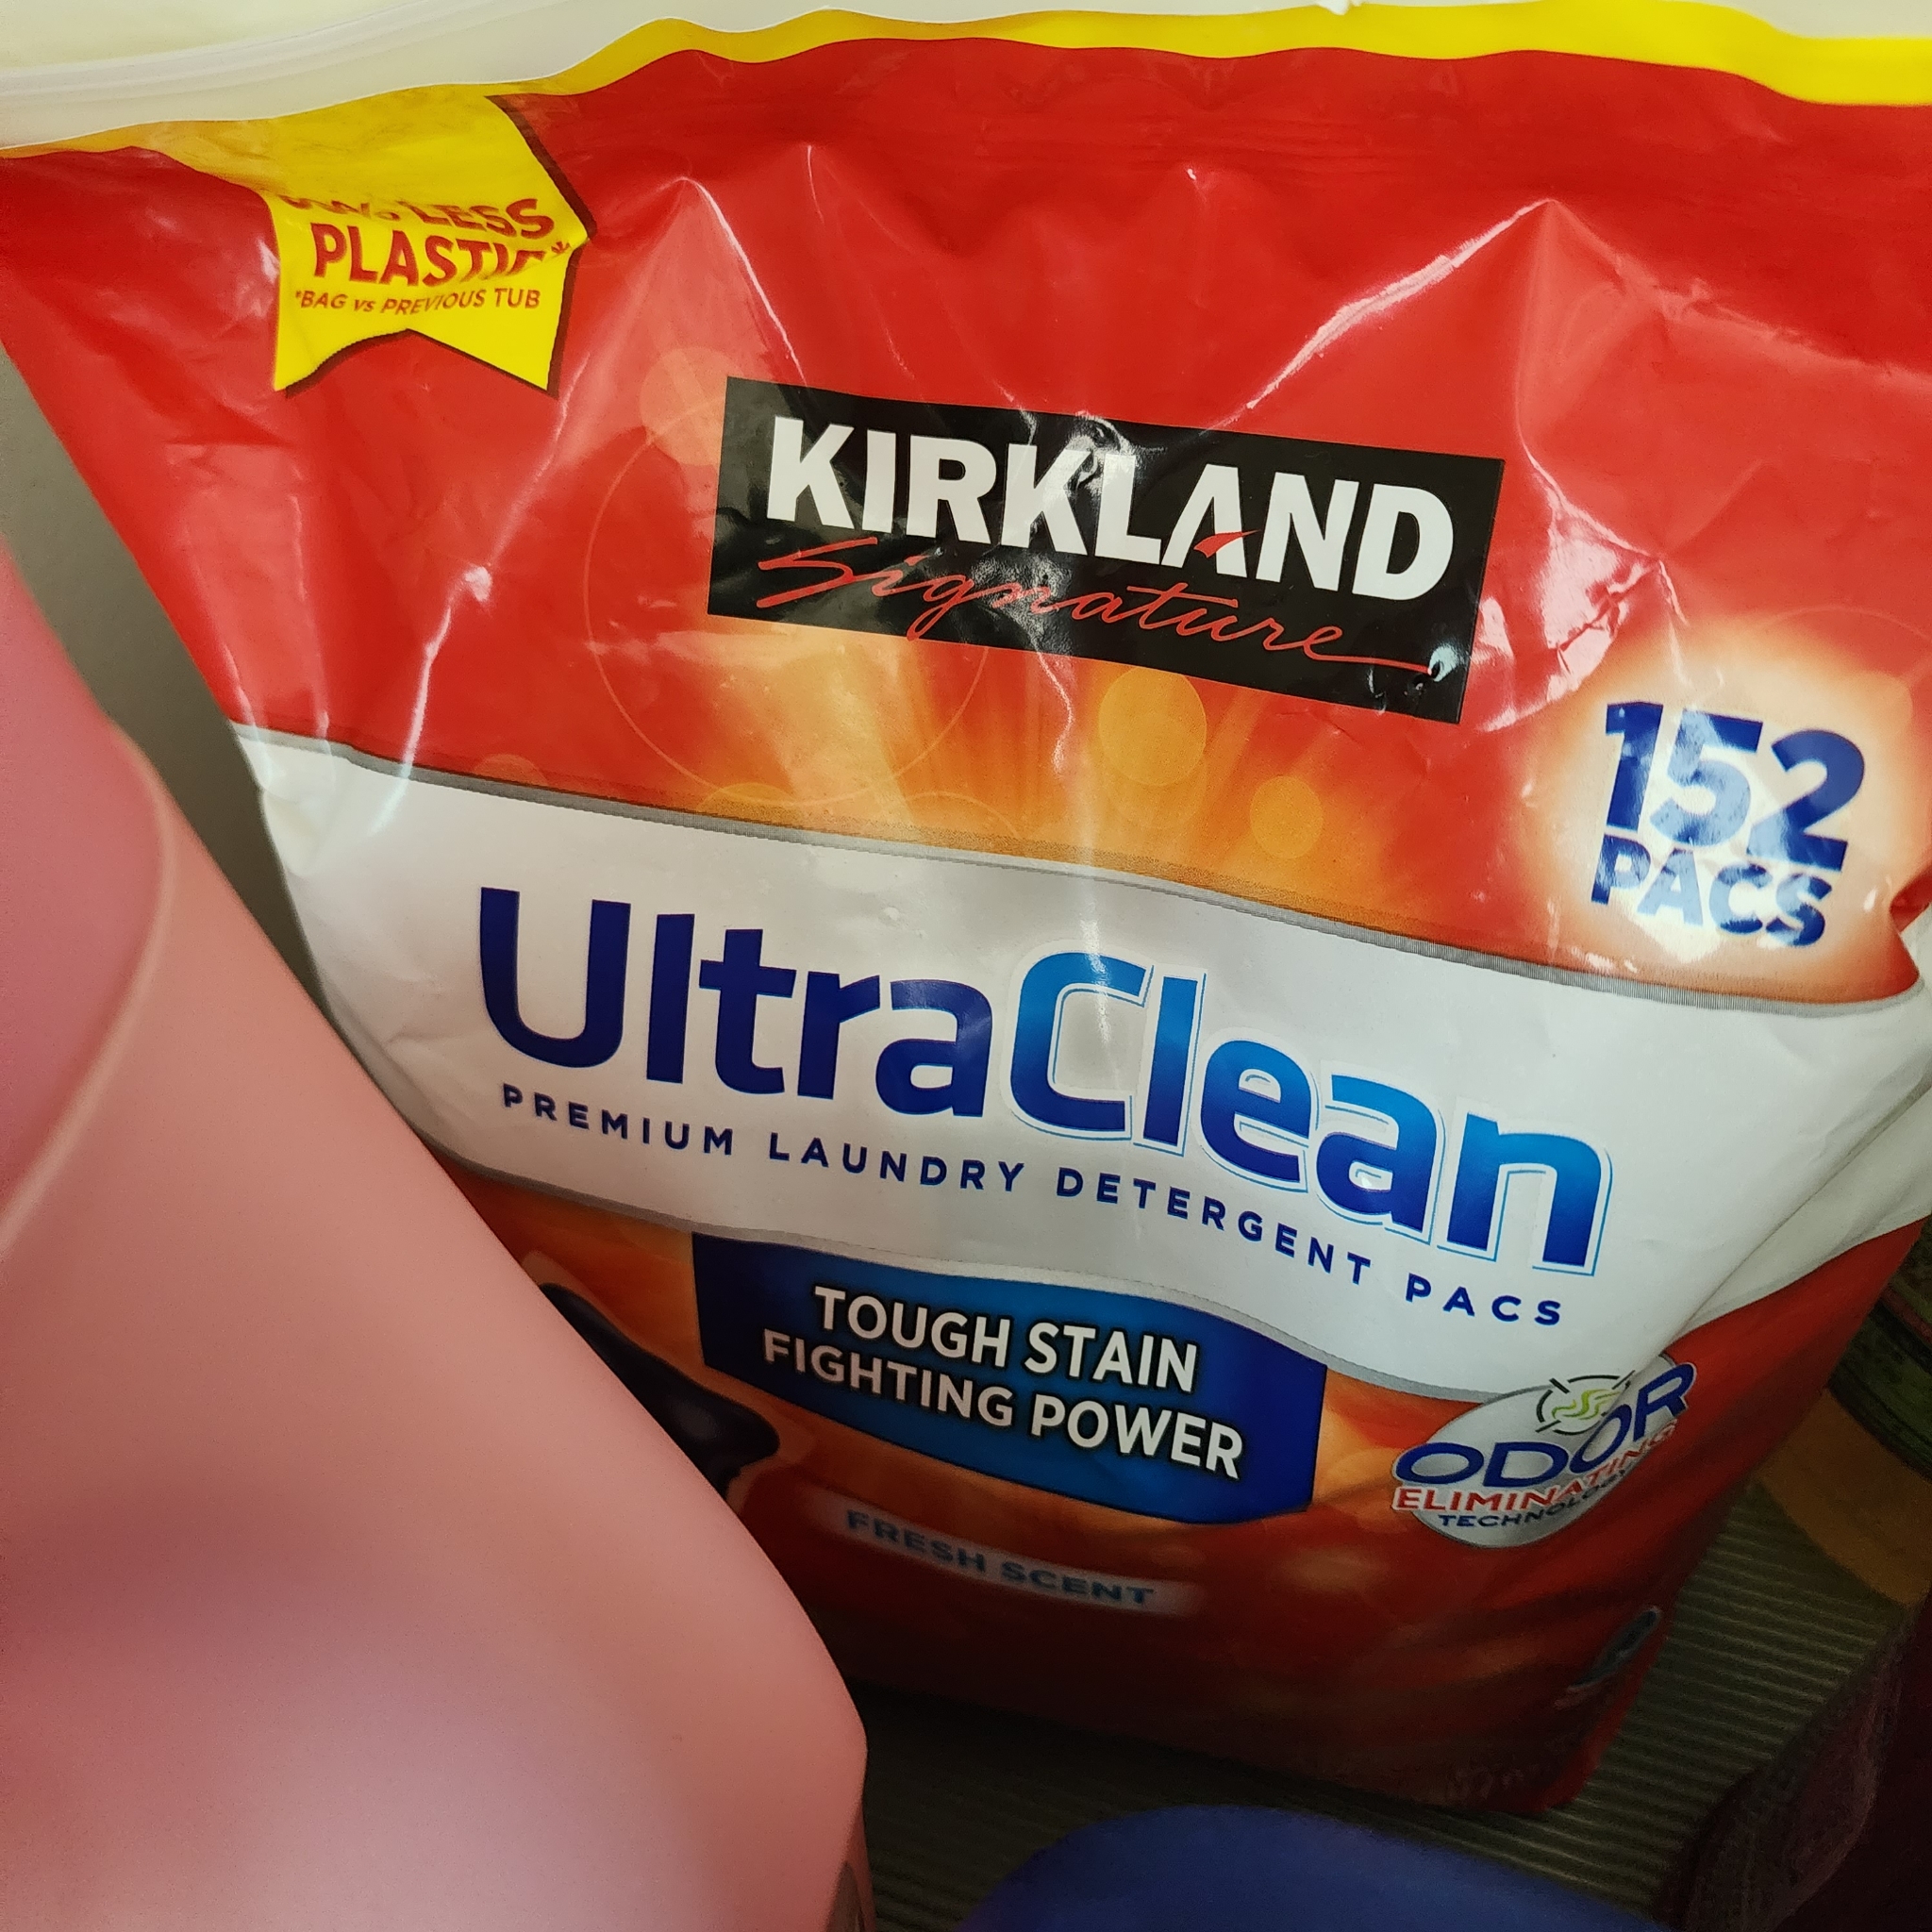 LESS
PLASTIC*
*BAG vs PREVIOUS TUB
KIRKLAND
Signature
152
PACS
UltraClean
PREMIUM LAUNDRY DETERGENT PACS
TOUGH STAIN
FIGHTING POWER
ODOR
ELIMINATING
TECHNOLOGY
FRESH SCENT